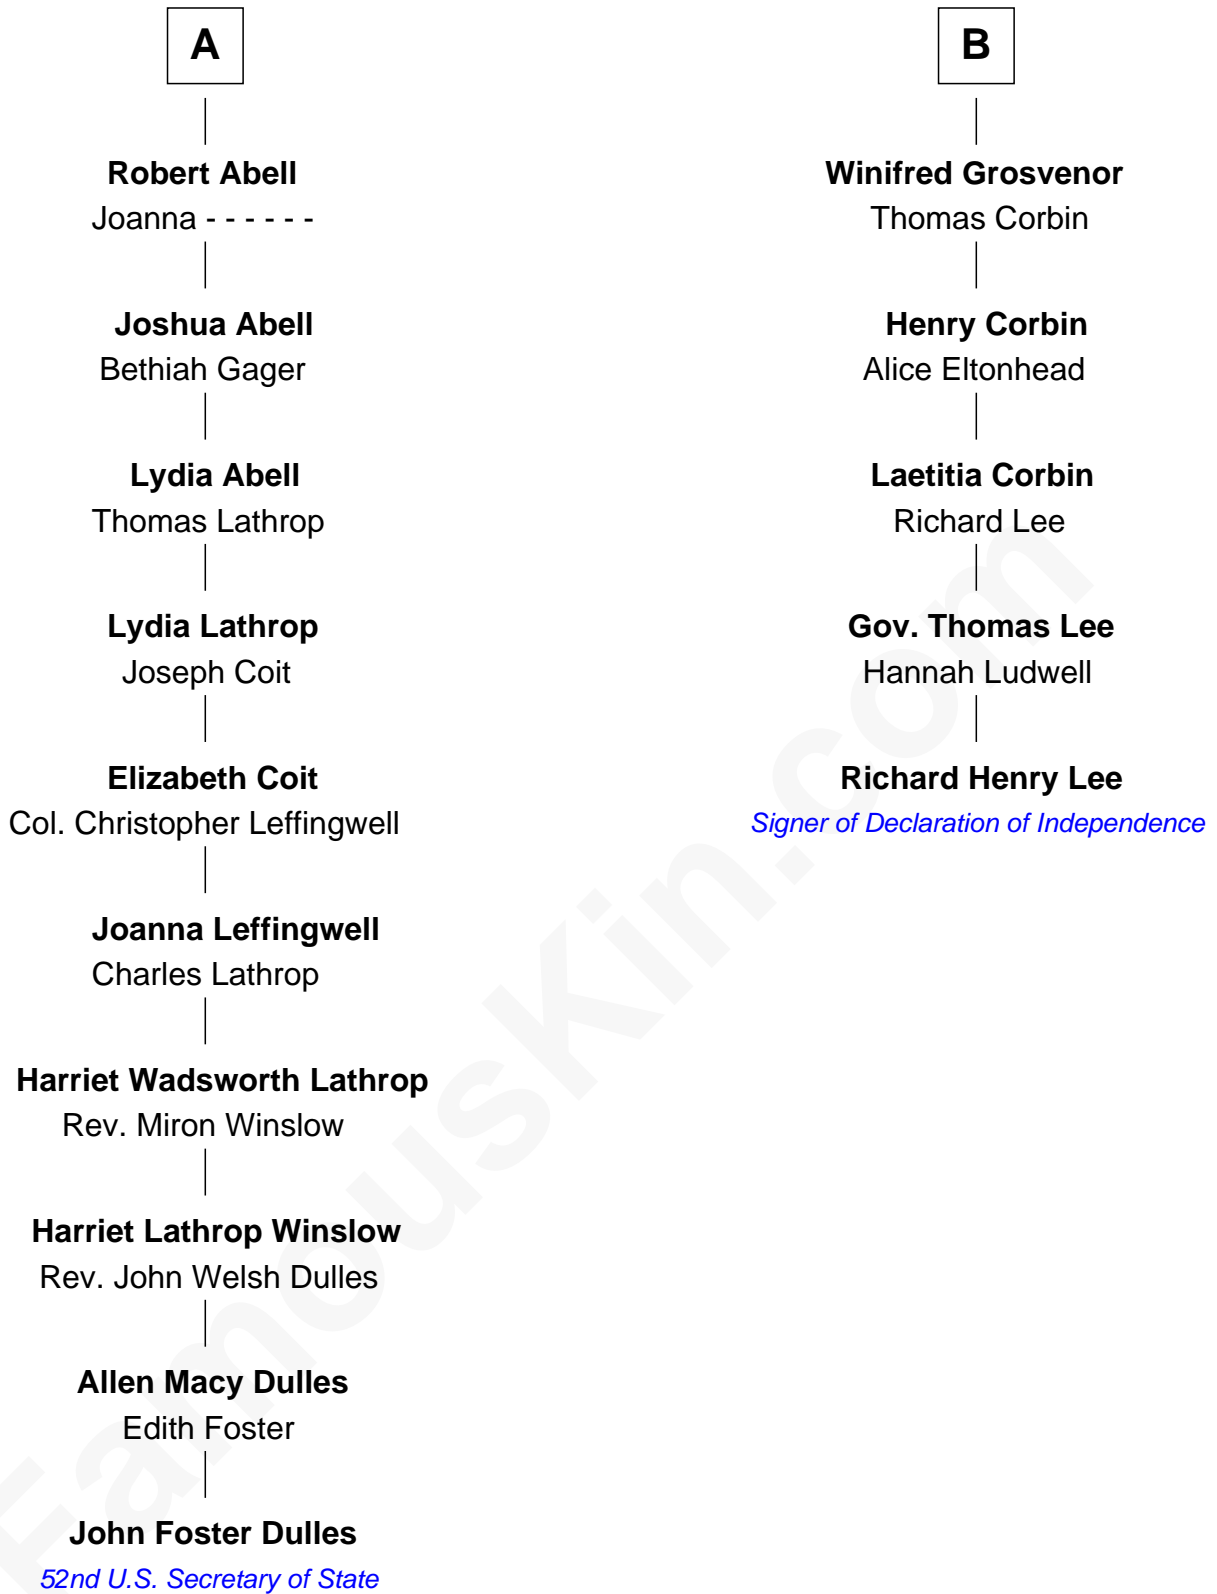 A
Robert Abell
Joanna - - - - - -
Joshua Abell
Bethiah Gager
Lydia Abell
Thomas Lathrop
Lydia Lathrop
Joseph Coit
Elizabeth Coit
Col. Christopher Leffingwell
Joanna Leffingwell
Charles Lathrop
Harriet Wadsworth Lathrop
Rev. Miron Winslow
Harriet Lathrop Winslow
Rev. John Welsh Dulles
Allen Macy Dulles
Edith Foster
John Foster Dulles
52nd U.S. Secretary of State
B
Winifred Grosvenor
Thomas Corbin
Henry Corbin
Alice Eltonhead
Laetitia Corbin
Richard Lee
Gov. Thomas Lee
Hannah Ludwell
Richard Henry Lee
Signer of Declaration of Independence
FamousKin.com